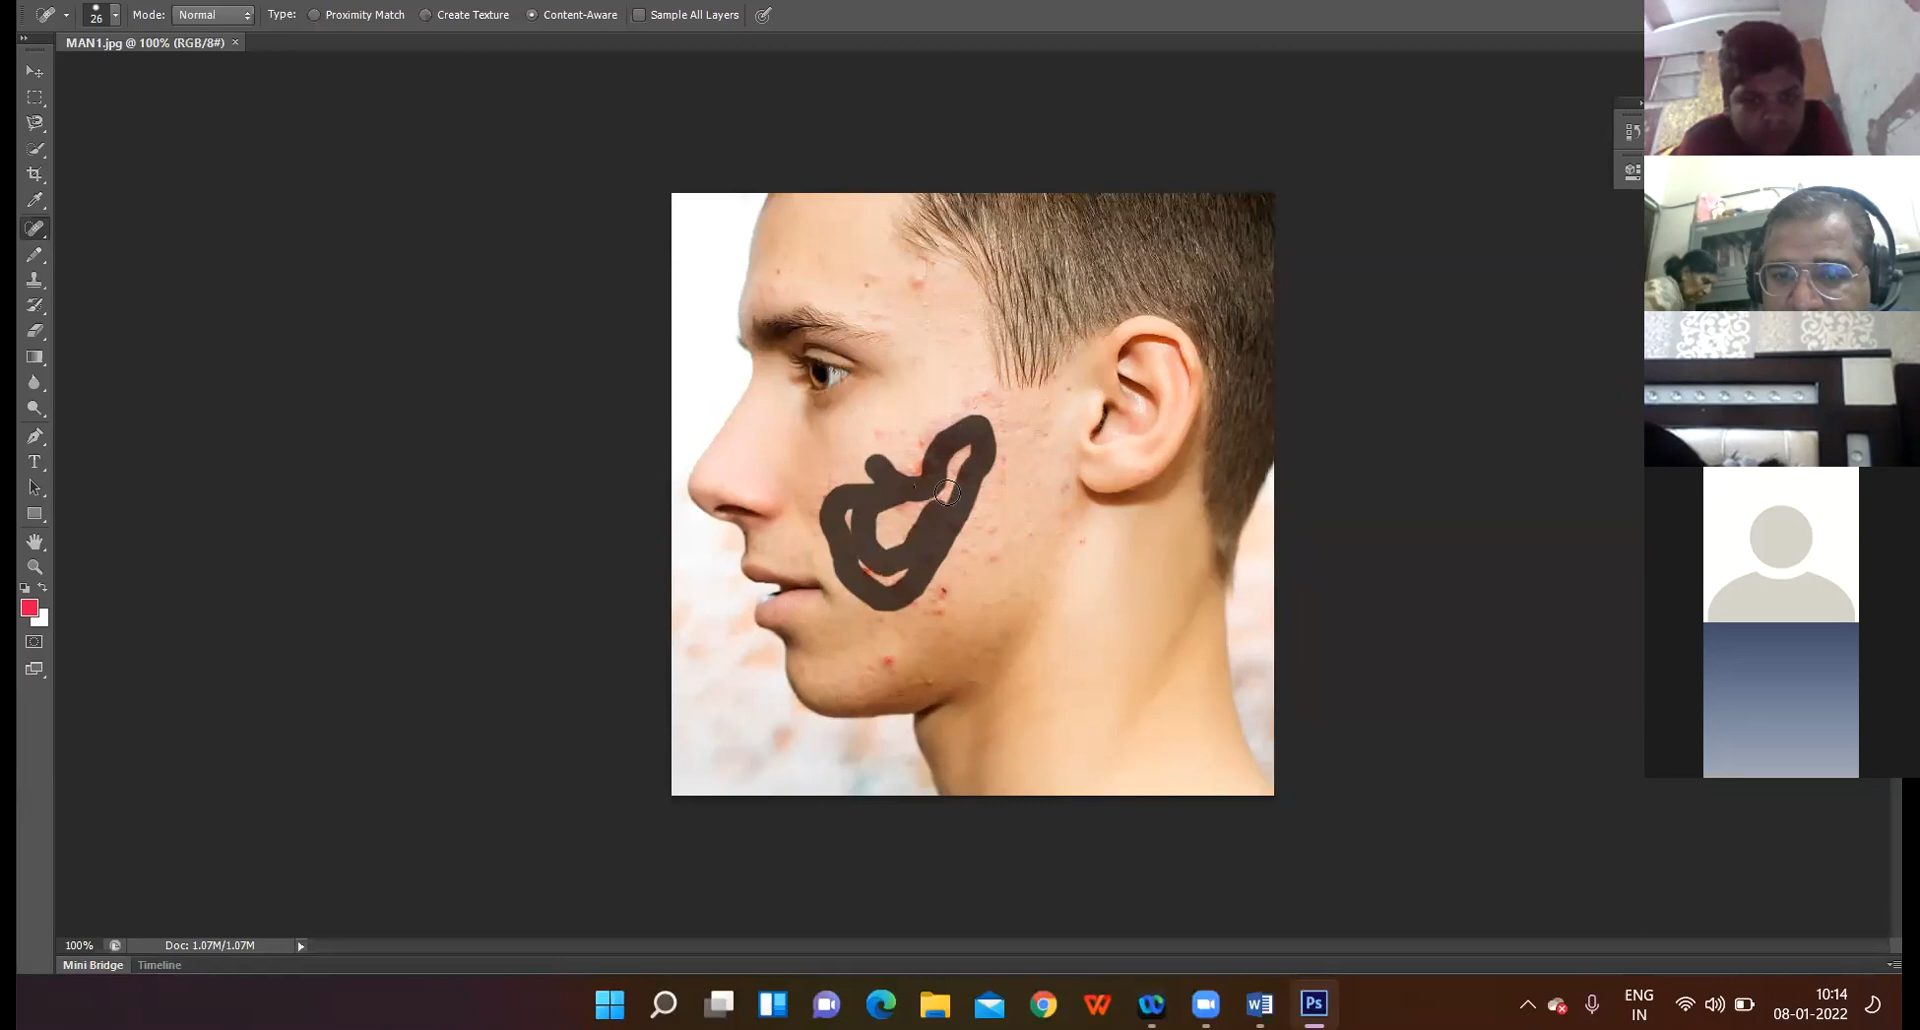 26 Mode: Normal Type: Proximity Match Create Texture Content-Aware Sample All Layers
MAN1.jpg @ 100% (RGB/8#) ×
T
100% Doc: 1.07M/1.07M
Mini Bridge Timeline
W W Ps
ENG
IN
10:14
08-01-2022